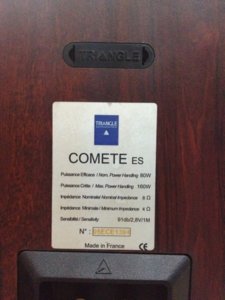 TRIANGLE
TRIANGLE
COMETE ES
Puissance Efficace / Nom. Power Handling 80W
Puissance Crête / Max. Power Handling 160W
Impédance Nominale/ Nominal Impedance 8 Ω
Impédance Minimale / Minimum Impedance 4 Ω
Sensibilité / Sensitivity 91db/2,8V/1M
N° :
Made in France CE